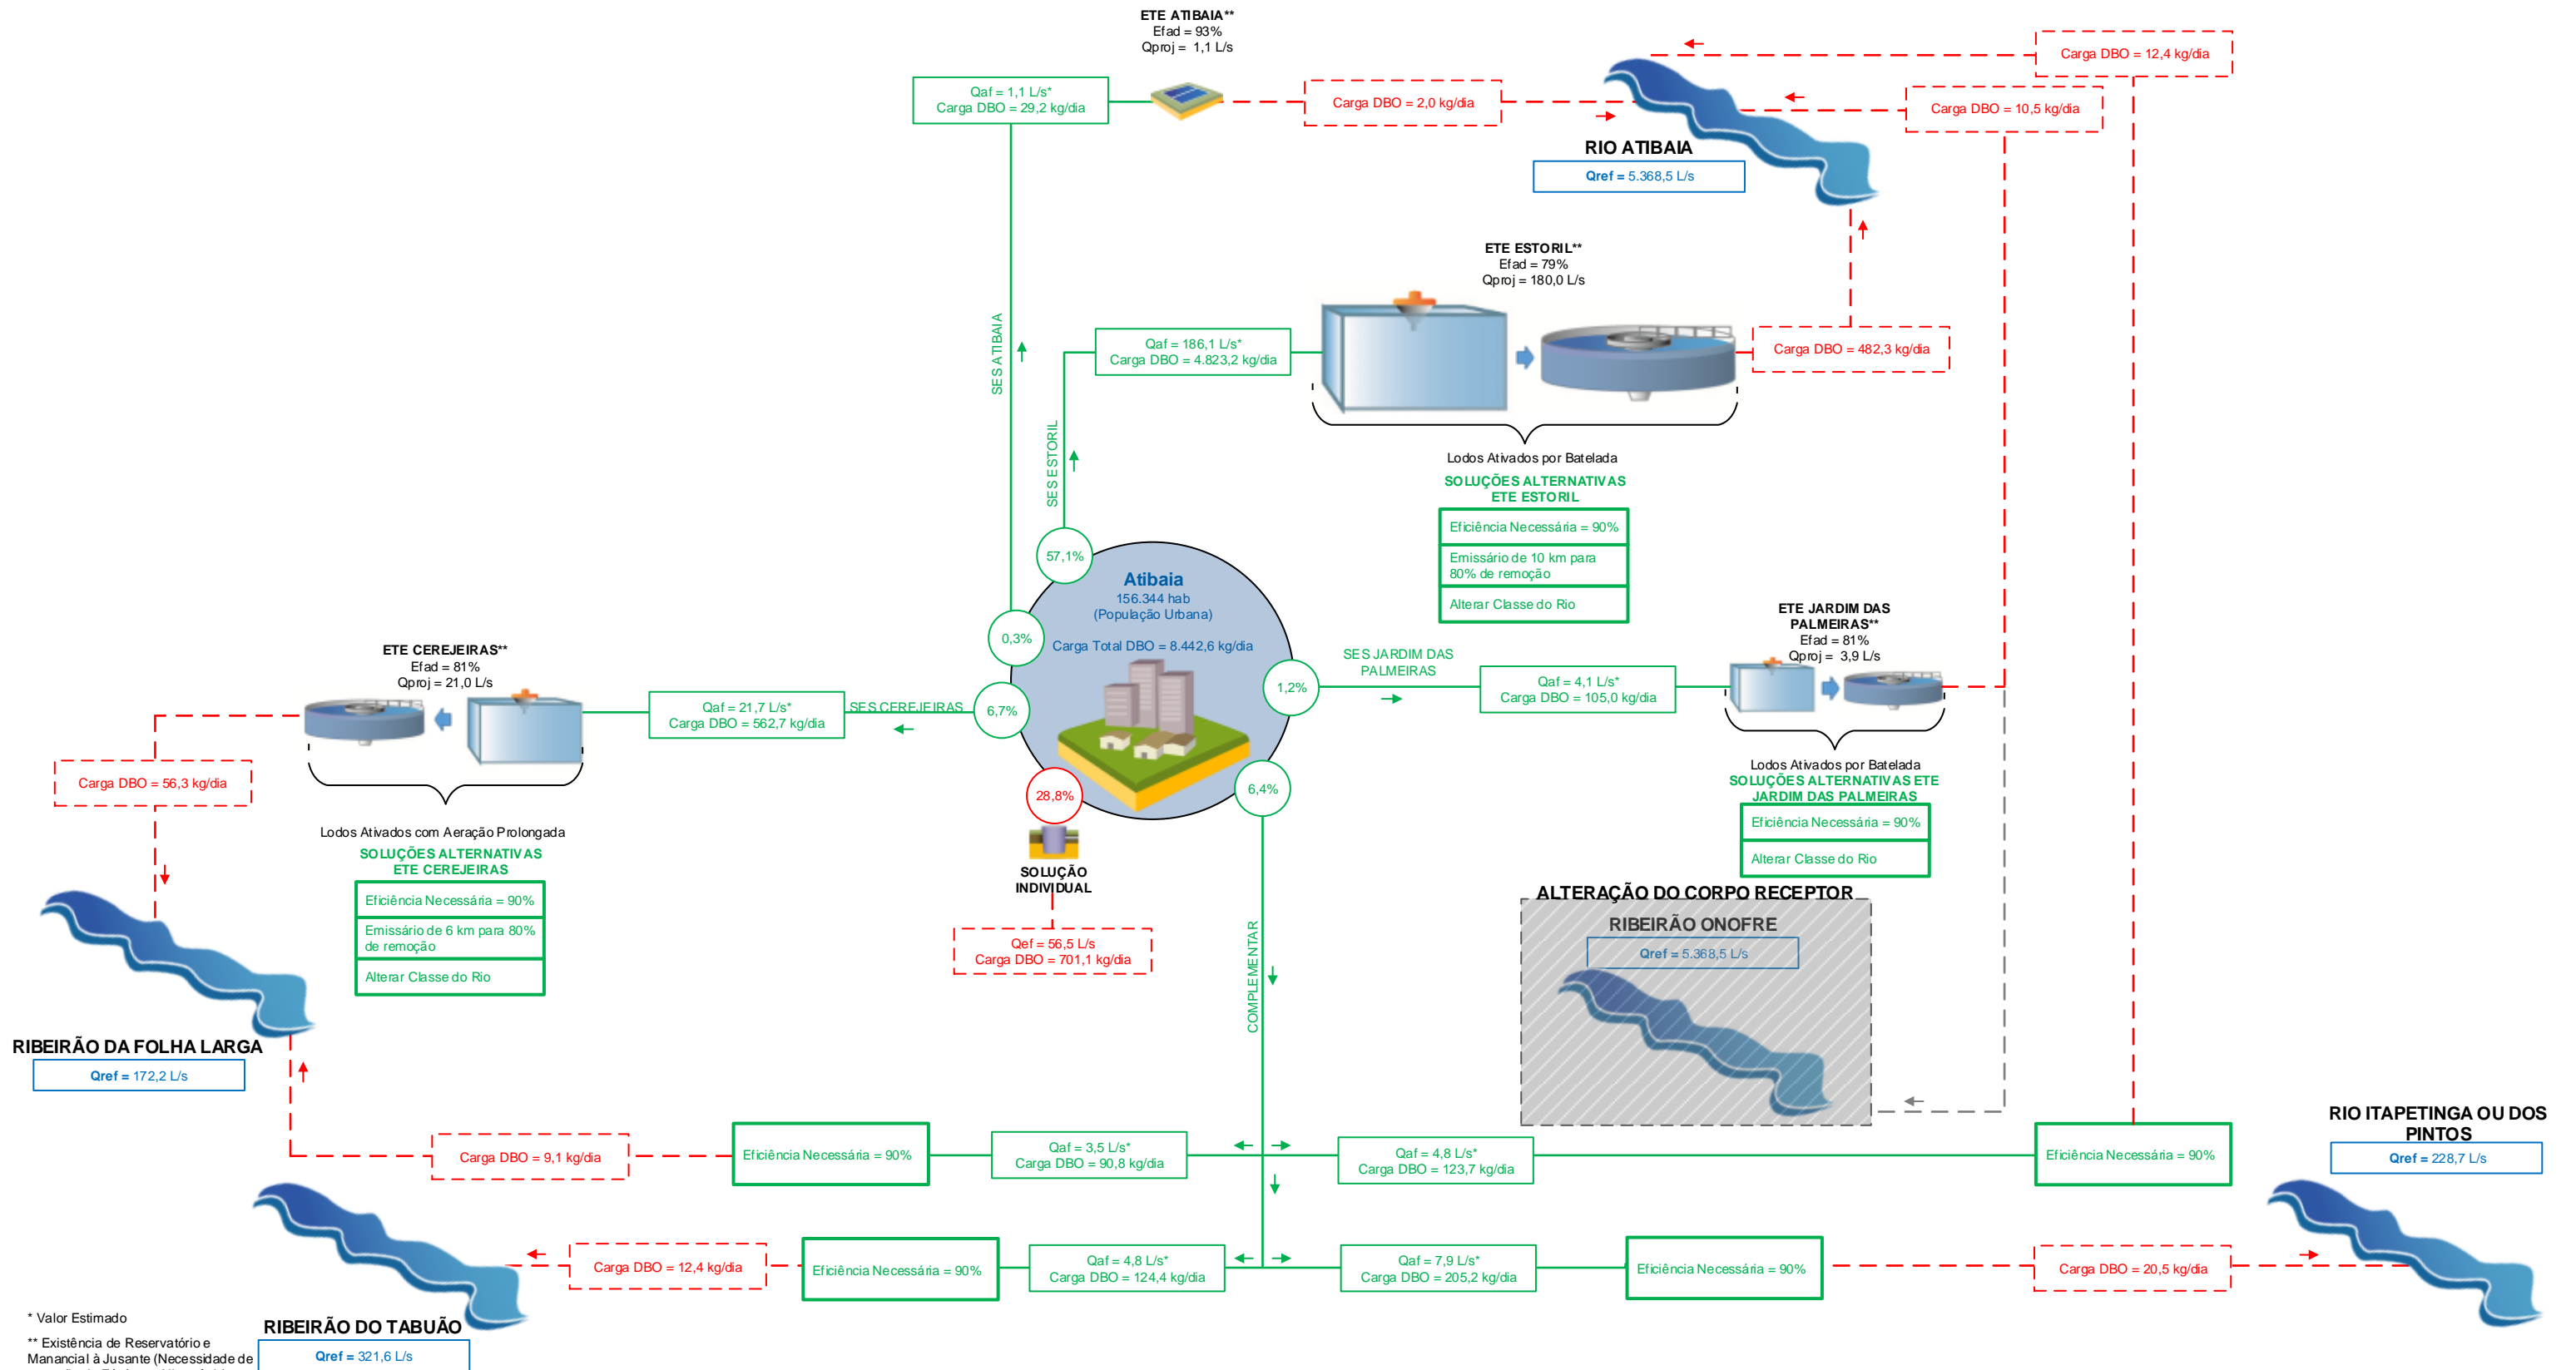 ETE ATIBAIA**
Efad = 93%
Qproj = 1,1 L/s
Qaf = 1,1 L/s*
Carga DBO = 29,2 kg/dia
Carga DBO = 2,0 kg/dia
Carga DBO = 12,4 kg/dia
Carga DBO = 10,5 kg/dia
RIO ATIBAIA
Qref = 5.368,5 L/s
ETE ESTORIL**
Efad = 79%
Qproj = 180,0 L/s
SES ATIBAIA
Qaf = 186,1 L/s*
Carga DBO = 4.823,2 kg/dia
Carga DBO = 482,3 kg/dia
SES ESTORIL
Lodos Ativados por Batelada
SOLUÇÕES ALTERNATIVAS
ETE ESTORIL
Eficiência Necessária = 90%
Emissário de 10 km para
80% de remoção
Alterar Classe do Rio
57,1%
Atibaia
156.344 hab
(População Urbana)
Carga Total DBO = 8.442,6 kg/dia
0,3%
6,7%
1,2%
28,8%
6,4%
ETE CEREJEIRAS**
Efad = 81%
Qproj = 21,0 L/s
Qaf = 21,7 L/s*
Carga DBO = 562,7 kg/dia
SES CEREJEIRAS
SES JARDIM DAS
PALMEIRAS
Qaf = 4,1 L/s*
Carga DBO = 105,0 kg/dia
ETE JARDIM DAS
PALMEIRAS**
Efad = 81%
Qproj = 3,9 L/s
Carga DBO = 56,3 kg/dia
Lodos Ativados com Aeração Prolongada
SOLUÇÕES ALTERNATIVAS
ETE CEREJEIRAS
Eficiência Necessária = 90%
Emissário de 6 km para 80%
de remoção
Alterar Classe do Rio
Lodos Ativados por Batelada
SOLUÇÕES ALTERNATIVAS ETE
JARDIM DAS PALMEIRAS
Eficiência Necessária = 90%
Alterar Classe do Rio
SOLUÇÃO
INDIVIDUAL
Qef = 56,5 L/s
Carga DBO = 701,1 kg/dia
COMPLEMENTAR
ALTERAÇÃO DO CORPO RECEPTOR
RIBEIRÃO ONOFRE
Qref = 5.368,5 L/s
RIBEIRÃO DA FOLHA LARGA
Qref = 172,2 L/s
Carga DBO = 9,1 kg/dia
Eficiência Necessária = 90%
Qaf = 3,5 L/s*
Carga DBO = 90,8 kg/dia
Qaf = 4,8 L/s*
Carga DBO = 123,7 kg/dia
Eficiência Necessária = 90%
RIO ITAPETINGA OU DOS
PINTOS
Qref = 228,7 L/s
Carga DBO = 12,4 kg/dia
Eficiência Necessária = 90%
Qaf = 4,8 L/s*
Carga DBO = 124,4 kg/dia
Qaf = 7,9 L/s*
Carga DBO = 205,2 kg/dia
Eficiência Necessária = 90%
Carga DBO = 20,5 kg/dia
RIBEIRÃO DO TABUÃO
Qref = 321,6 L/s
* Valor Estimado
** Existência de Reservatório e
Manancial à Jusante (Necessidade de